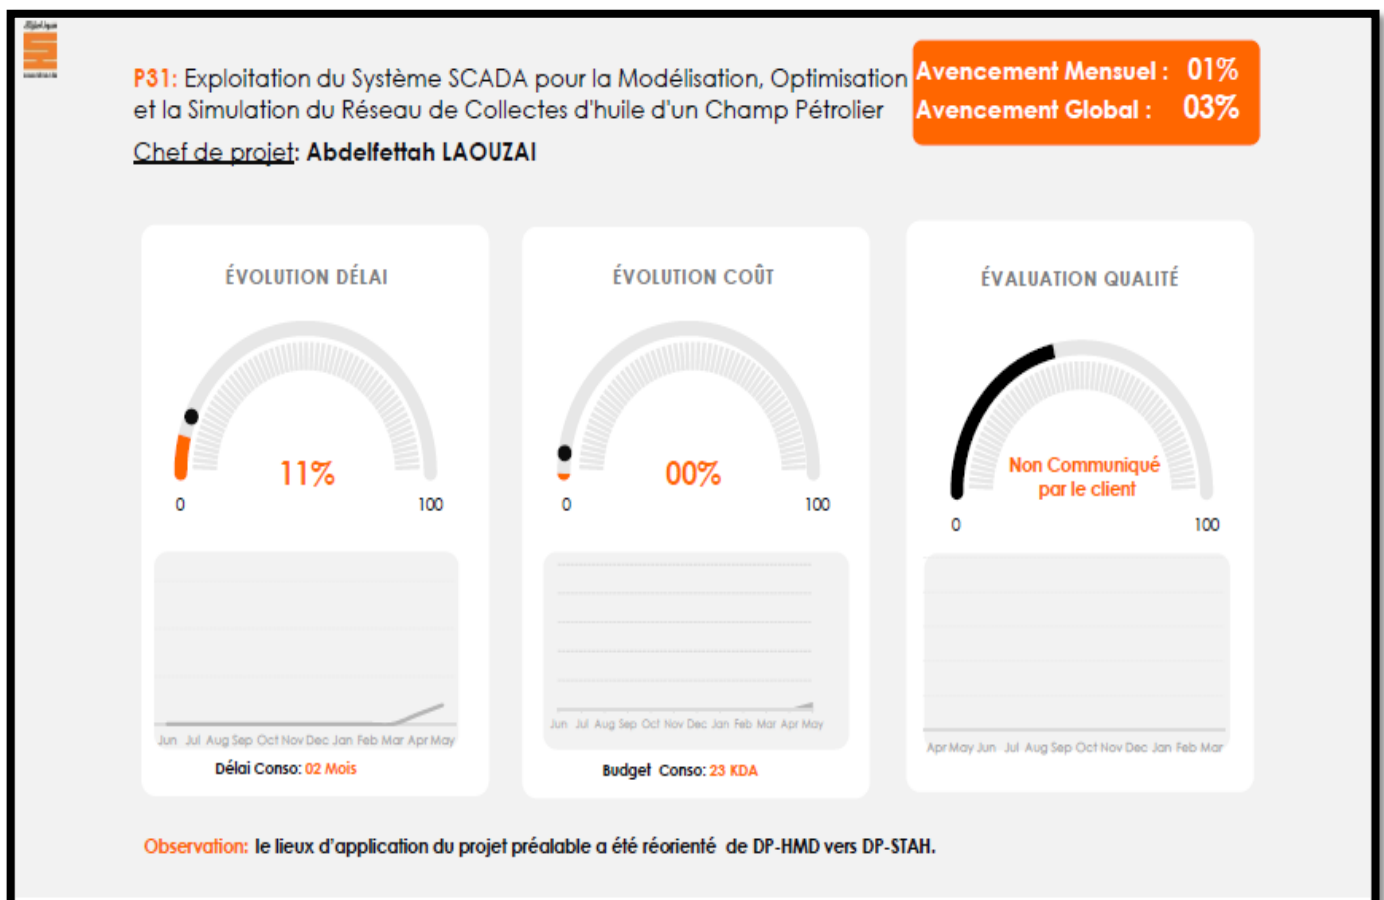 P31: Exploitation du Système SCADA pour la Modélisation, Optimisation
et la Simulation du Réseau de Collectes d'huile d'un Champ Pétrolier
Chef de projet: Abdelfettah LAOUZAI
Avencement Mensuel : 01%
Avencement Global : 03%
ÉVOLUTION DÉLAI
11%
0 100
Jun Jul Aug Sep Oct Nov Dec Jan Feb Mar Apr May
Délai Conso: 02 Mois
ÉVOLUTION COÛT
00%
0 100
Jun Jul Aug Sep Oct Nov Dec Jan Feb Mar Apr May
Budget Conso: 23 KDA
ÉVALUATION QUALITÉ
Non Communiqué
par le client
0 100
Apr May Jun Jul Aug Sep Oct Nov Dec Jan Feb Mar
Observation: le lieux d'application du projet préalable a été réorienté de DP-HMD vers DP-STAH.